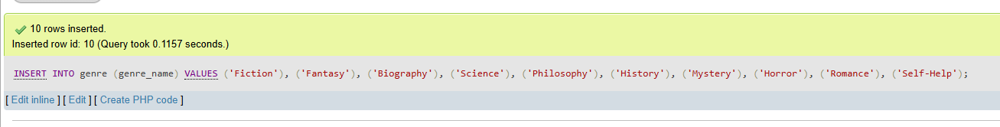 10 rows inserted.
Inserted row id: 10 (Query took 0.1157 seconds.)
INSERT INTO genre (genre_name) VALUES ('Fiction'), ('Fantasy'), ('Biography'), ('Science'), ('Philosophy'), ('History'), ('Mystery'), ('Horror'), ('Romance'), ('Self-Help');
[ Edit inline ] [ Edit ] [ Create PHP code ]